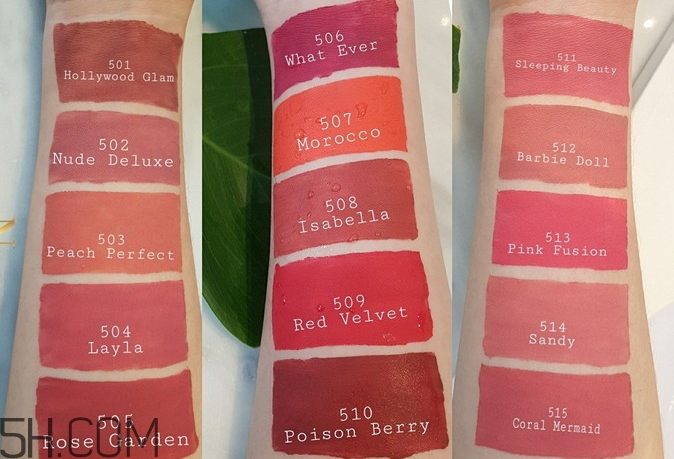 501
Hollywood Glam
502
Nude Deluxe
503
Peach Perfect
504
Layla
505
Rose Garden
506
What Ever
507
Morocco
508
Isabella
509
Red Velvet
510
Poison Berry
511
Sleeping Beauty
512
Barbie Doll
513
Pink Fusion
514
Sandy
515
Coral Mermaid
5H.COM
N